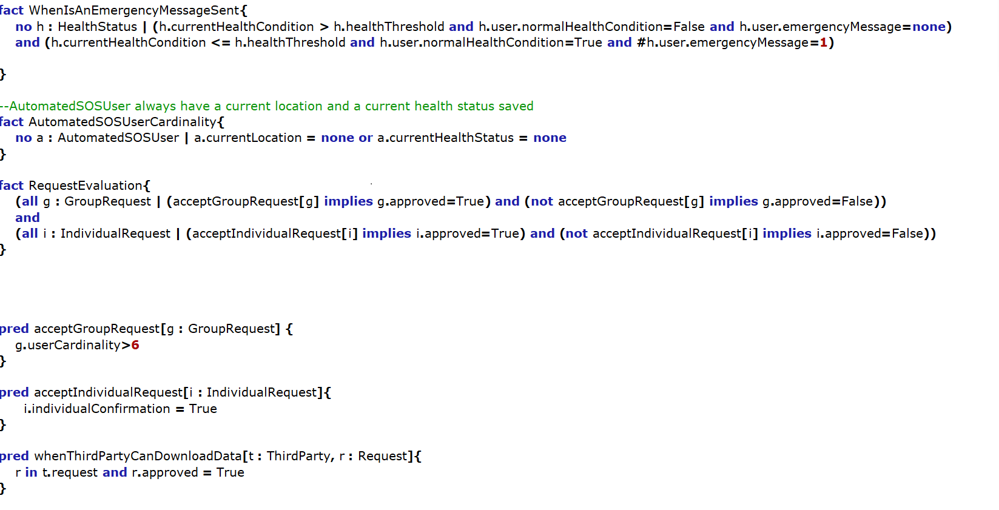 fact WhenIsAnEmergencyMessageSent{
no h : HealthStatus | (h.currentHealthCondition > h.healthThreshold and h.user.normalHealthCondition=False and h.user.emergencyMessage=none)
and (h.currentHealthCondition <= h.healthThreshold and h.user.normalHealthCondition=True and #h.user.emergencyMessage=1)
}
--AutomatedSOSUser always have a current location and a current health status saved
fact AutomatedSOSUserCardinality{
no a : AutomatedSOSUser | a.currentLocation = none or a.currentHealthStatus = none
}
fact RequestEvaluation{
(all g : GroupRequest | (acceptGroupRequest[g] implies g.approved=True) and (not acceptGroupRequest[g] implies g.approved=False))
and
(all i : IndividualRequest | (acceptIndividualRequest[i] implies i.approved=True) and (not acceptIndividualRequest[i] implies i.approved=False))
}
pred acceptGroupRequest[g : GroupRequest] {
g.userCardinality>6
}
pred acceptIndividualRequest[i : IndividualRequest]{
i.individualConfirmation = True
}
pred whenThirdPartyCanDownloadData[t : ThirdParty, r : Request]{
r in t.request and r.approved = True
}